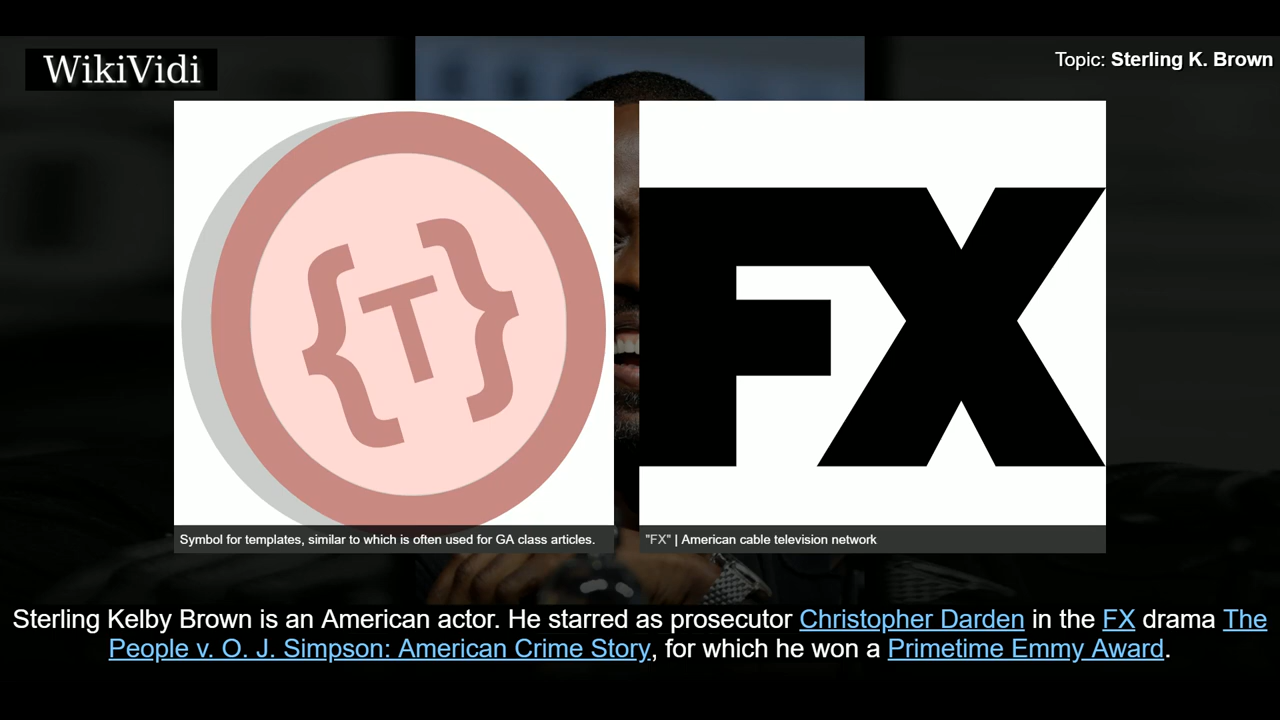 WikiVidi
Topic: Sterling K. Brown
{T}
FX
Symbol for templates, similar to which is often used for GA class articles.
"FX" | American cable television network
Sterling Kelby Brown is an American actor. He starred as prosecutor Christopher Darden in the FX drama The
People v. O. J. Simpson: American Crime Story, for which he won a Primetime Emmy Award.